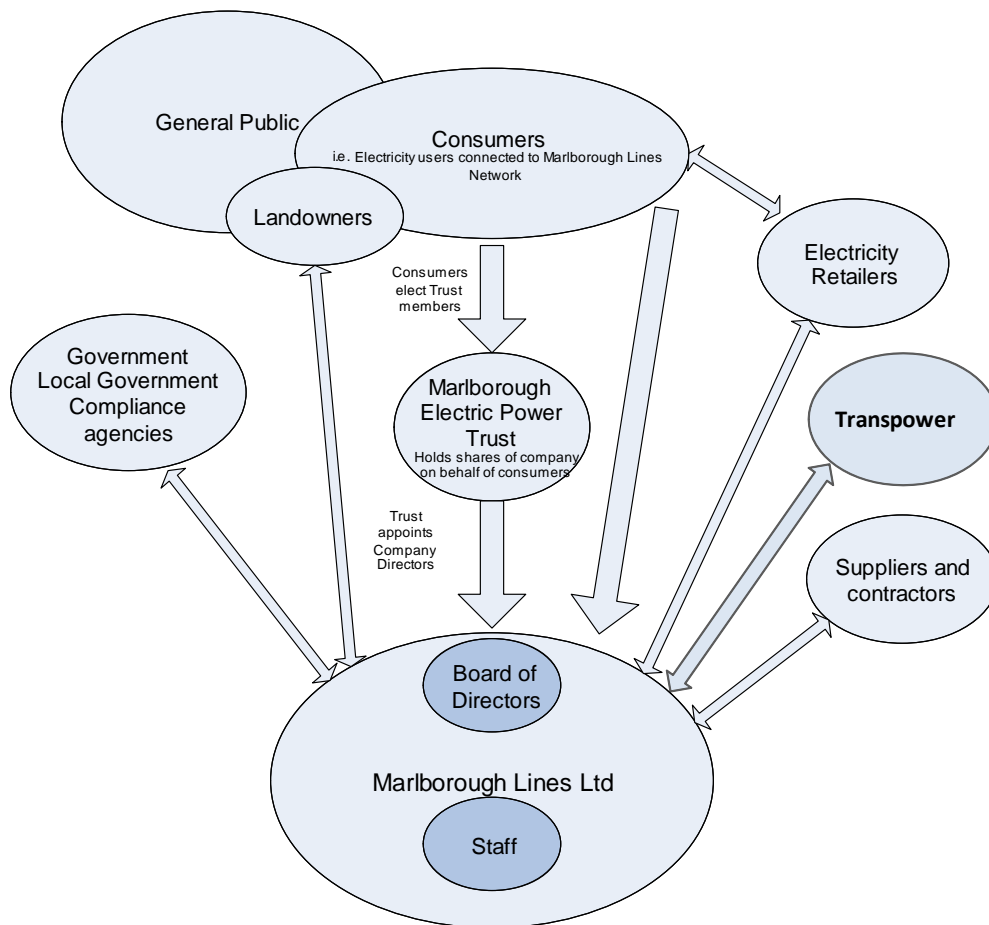 General Public
Consumers
i.e. Electricity users connected to Marlborough Lines
Network
Landowners
Electricity
Retailers
Consumers
elect Trust
members
Government
Local Government
Compliance
agencies
Marlborough
Electric Power
Trust
Holds shares of company
on behalf of consumers
Transpower
Trust
appoints
Company
Directors
Suppliers and
contractors
Board of
Directors
Marlborough Lines Ltd
Staff